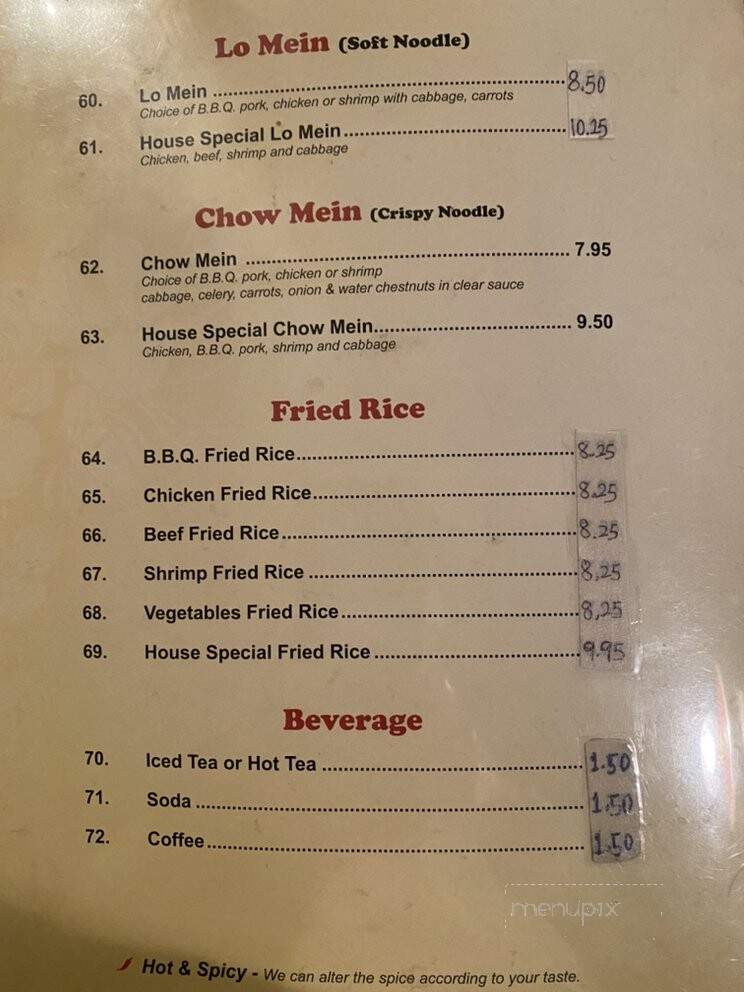 Lo Mein (Soft Noodle)
60. Lo Mein ........ 8.50
Choice of B.B.Q. pork, chicken or shrimp with cabbage, carrots
61. House Special Lo Mein ........ 10.25
Chicken, beef, shrimp and cabbage
Chow Mein (Crispy Noodle)
62. Chow Mein ........ 7.95
Choice of B.B.Q. pork, chicken or shrimp
cabbage, celery, carrots, onion & water chestnuts in clear sauce
63. House Special Chow Mein ........ 9.50
Chicken, B.B.Q. pork, shrimp and cabbage
Fried Rice
64. B.B.Q. Fried Rice ........ 8.25
65. Chicken Fried Rice ........ 8.25
66. Beef Fried Rice ........ 8.25
67. Shrimp Fried Rice ........ 8,25
68. Vegetables Fried Rice ........ 8,25
69. House Special Fried Rice ........ 9.95
Beverage
70. Iced Tea or Hot Tea ........ 1.50
71. Soda ........ 1.50
72. Coffee ........ 1.50
menupix
Hot & Spicy - We can alter the spice according to your taste.